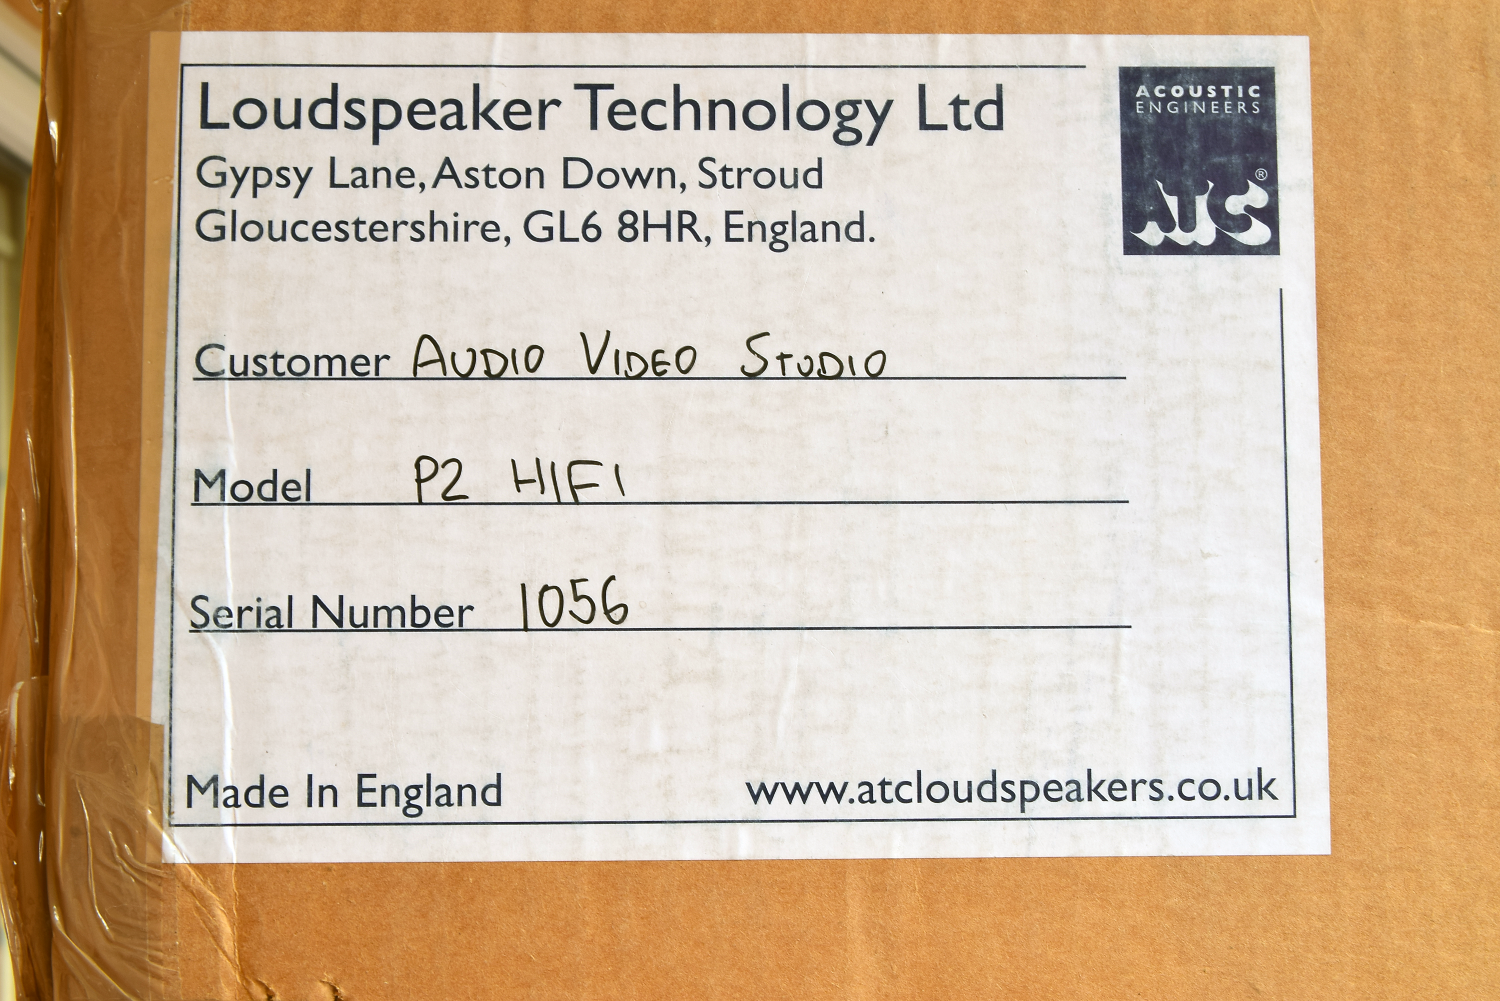 Loudspeaker Technology Ltd
Gypsy Lane, Aston Down, Stroud
Gloucestershire, GL6 8HR, England.
ACOUSTIC
ENGINEERS
ATC®
Customer AUDIO VIDEO STUDIO
Model P2 HIFI
Serial Number 1056
Made In England
www.atcloudspeakers.co.uk